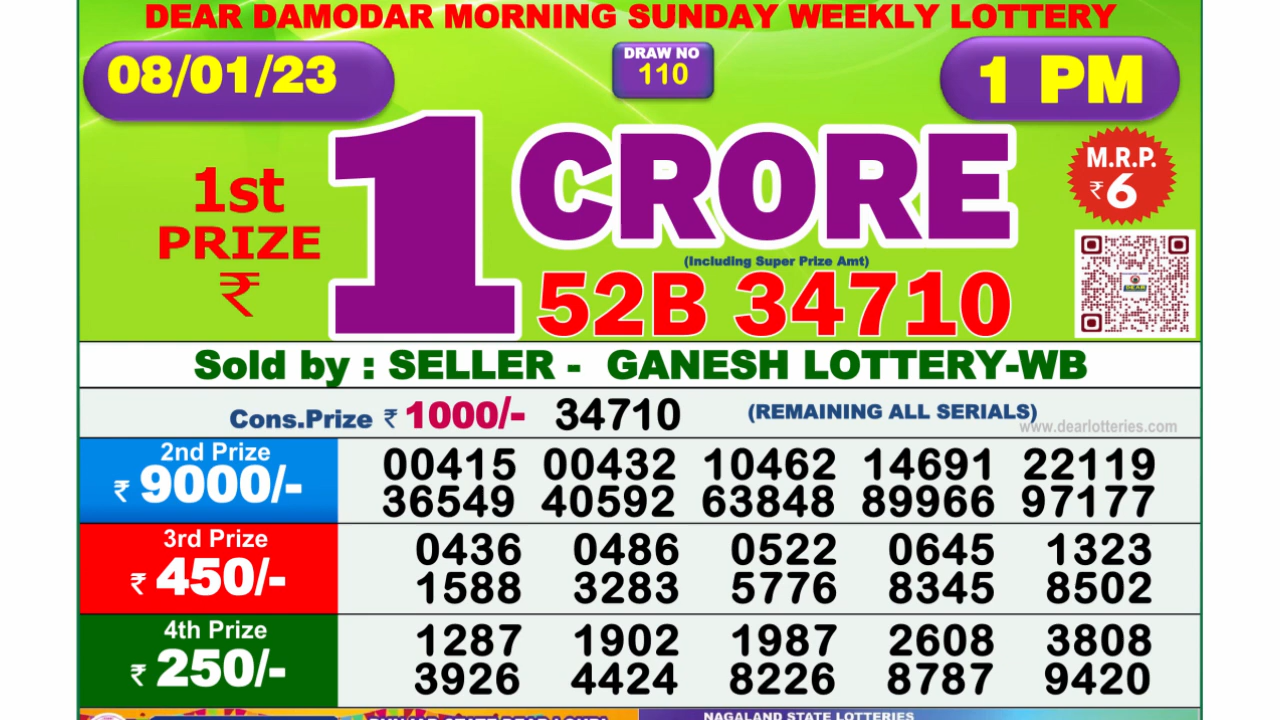 DEAR DAMODAR MORNING SUNDAY WEEKLY LOTTERY
08/01/23
DRAW NO
110
1 PM
1st
PRIZE
₹
1 CRORE
(Including Super Prize Amt)
52B 34710
M.R.P.
₹6
Sold by : SELLER - GANESH LOTTERY-WB
Cons.Prize ₹ 1000/- 34710 (REMAINING ALL SERIALS)
www.dearlotteries.com
2nd Prize
₹ 9000/-
00415 00432 10462 14691 22119
36549 40592 63848 89966 97177
3rd Prize
₹ 450/-
0436 0486 0522 0645 1323
1588 3283 5776 8345 8502
4th Prize
₹ 250/-
1287 1902 1987 2608 3808
3926 4424 8226 8787 9420
NAGALAND STATE LOTTERIES